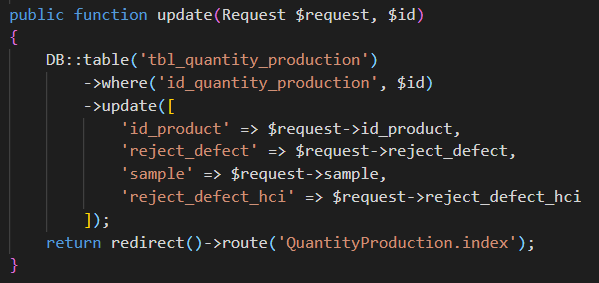 public function update(Request $request, $id)
{
    DB::table('tbl_quantity_production')
        ->where('id_quantity_production', $id)
        ->update([
            'id_product' => $request->id_product,
            'reject_defect' => $request->reject_defect,
            'sample' => $request->sample,
            'reject_defect_hci' => $request->reject_defect_hci
        ]);
    return redirect()->route('QuantityProduction.index');
}